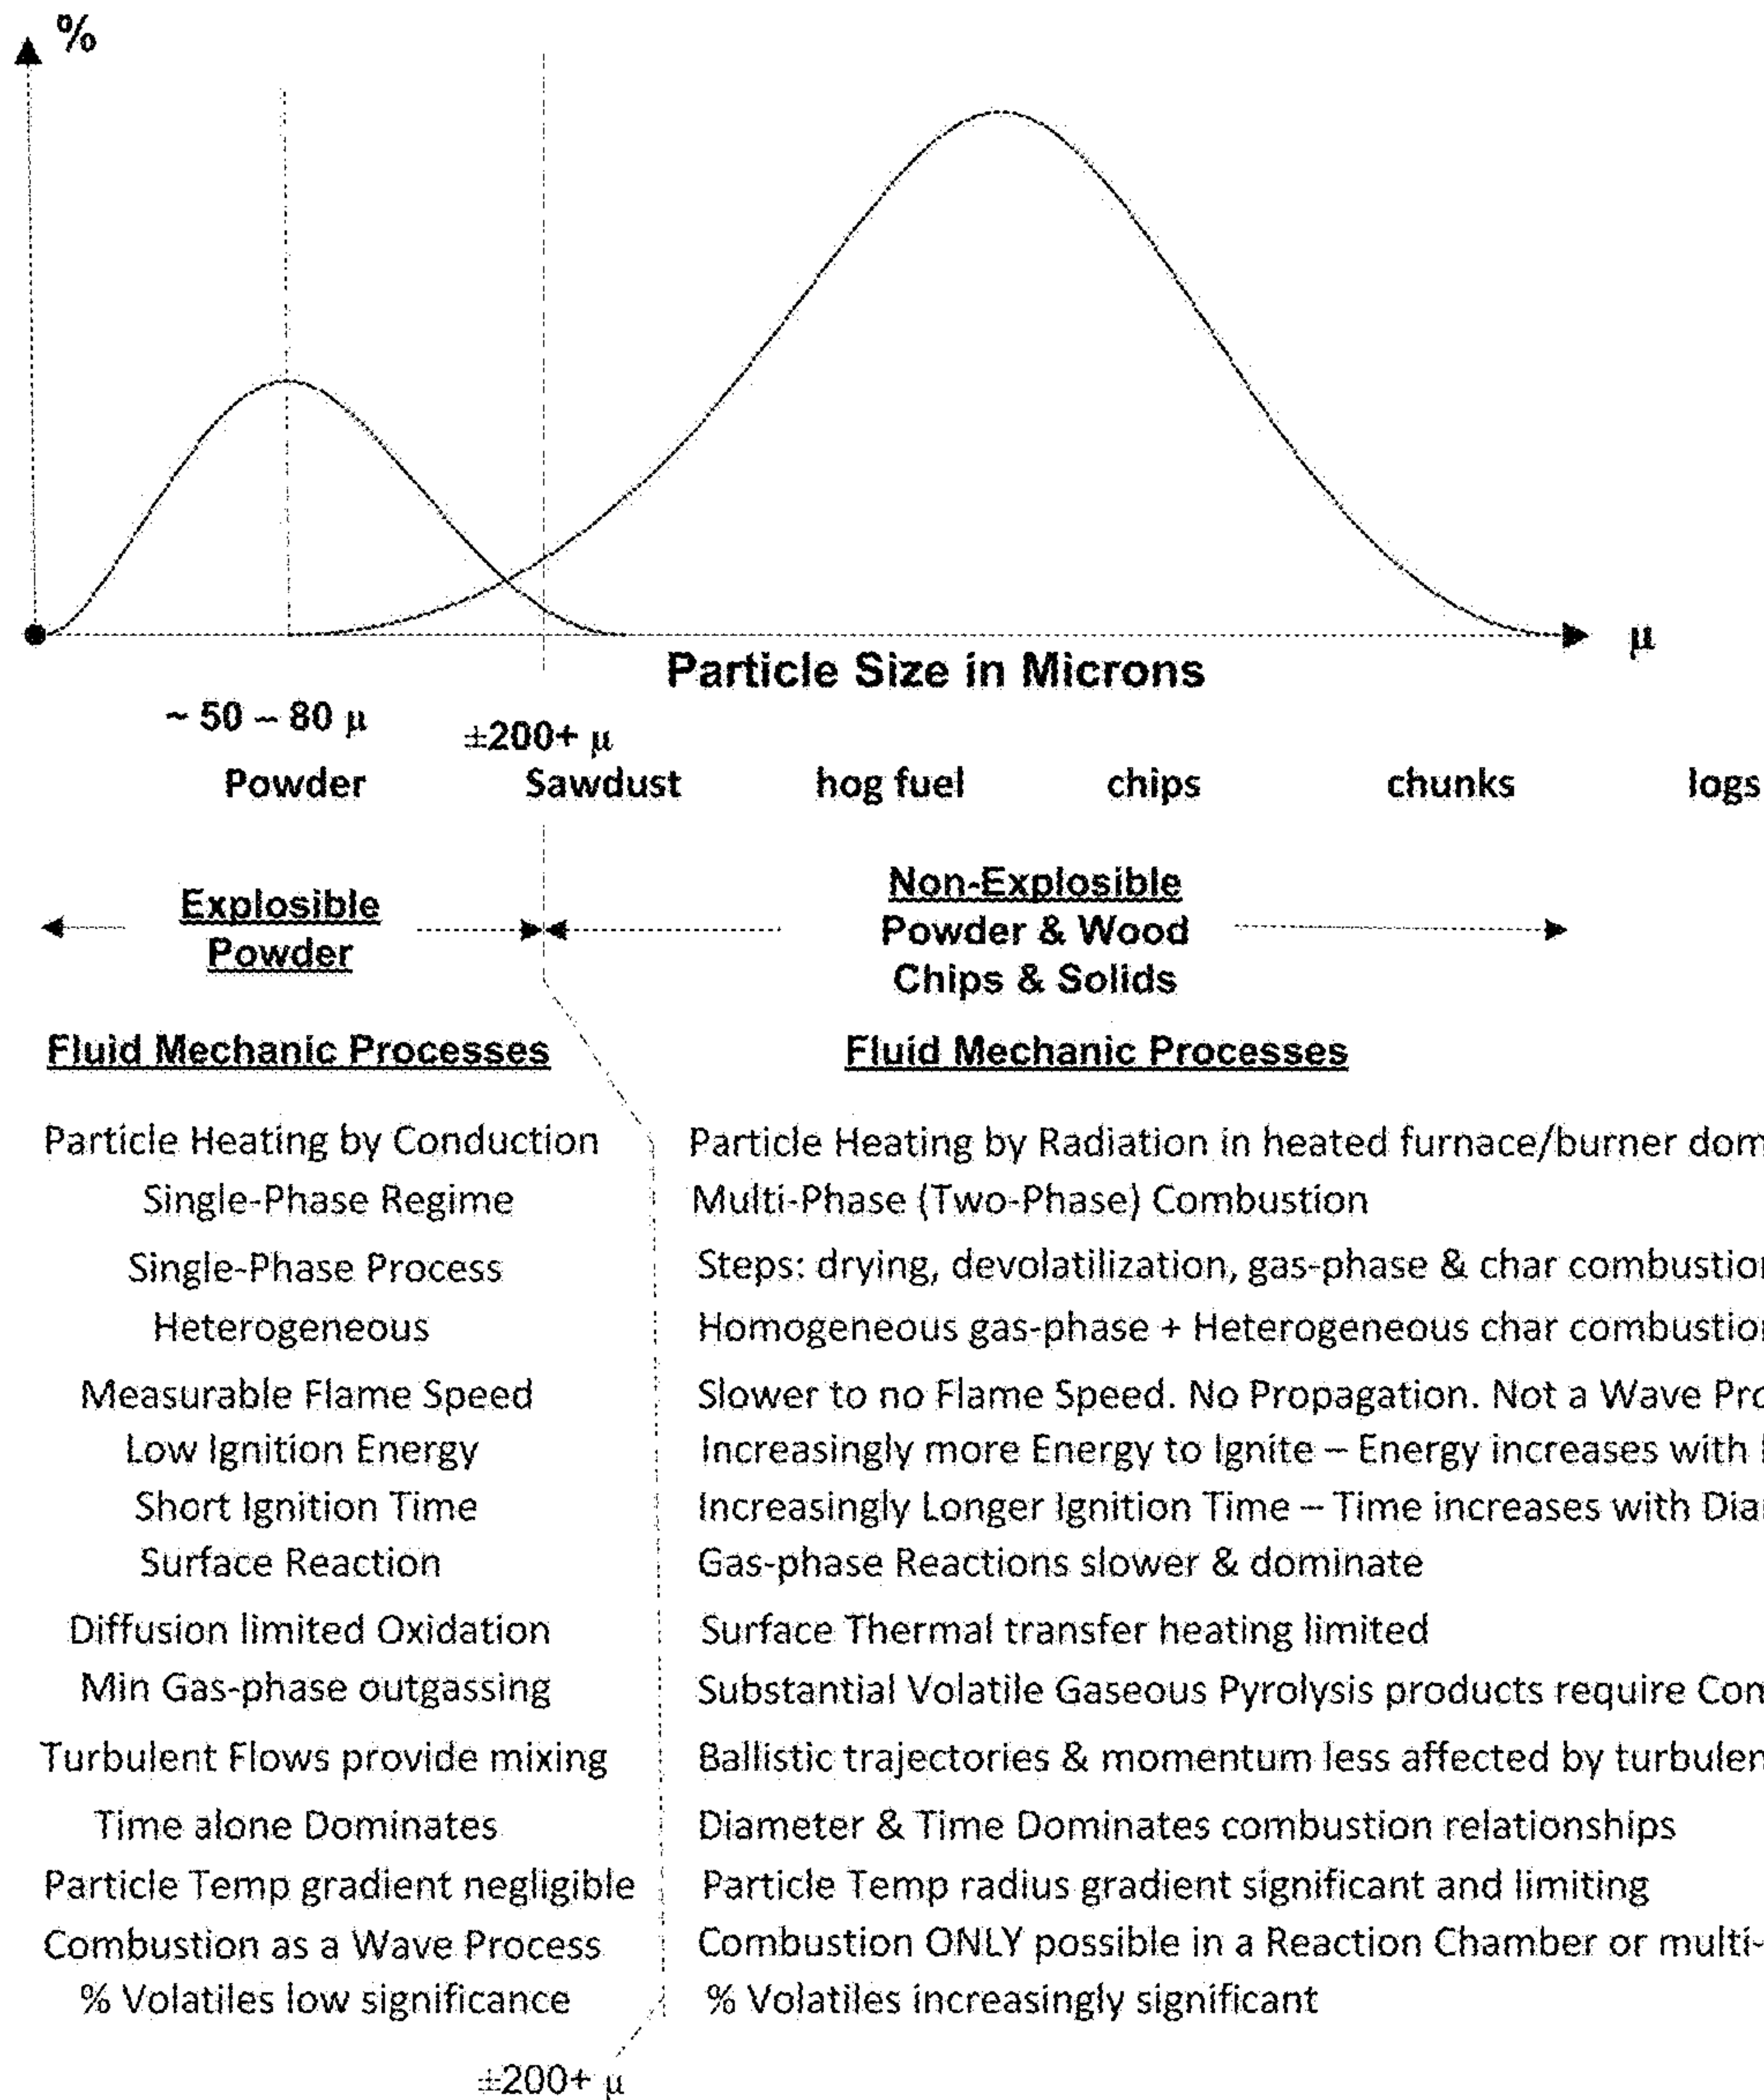 %
μ
Particle Size in Microns
~ 50 – 80 μ
±200+ μ
Powder Sawdust hog fuel chips chunks logs
Explosible
Powder
Non-Explosible
Powder & Wood
Chips & Solids
Fluid Mechanic Processes Fluid Mechanic Processes
Particle Heating by Conduction Particle Heating by Radiation in heated furnace/burner dom
Single-Phase Regime Multi-Phase (Two-Phase) Combustion
Single-Phase Process Steps: drying, devolatilization, gas-phase & char combustion
Heterogeneous Homogeneous gas-phase + Heterogeneous char combustion
Measurable Flame Speed Slower to no Flame Speed. No Propagation. Not a Wave Pro
Low Ignition Energy Increasingly more Energy to Ignite – Energy increases with
Short Ignition Time Increasingly Longer Ignition Time – Time increases with Dia
Surface Reaction Gas-phase Reactions slower & dominate
Diffusion limited Oxidation Surface Thermal transfer heating limited
Min Gas-phase outgassing Substantial Volatile Gaseous Pyrolysis products require Com
Turbulent Flows provide mixing Ballistic trajectories & momentum less affected by turbulen
Time alone Dominates Diameter & Time Dominates combustion relationships
Particle Temp gradient negligible Particle Temp radius gradient significant and limiting
Combustion as a Wave Process Combustion ONLY possible in a Reaction Chamber or multi-
% Volatiles low significance % Volatiles increasingly significant
±200+ μ